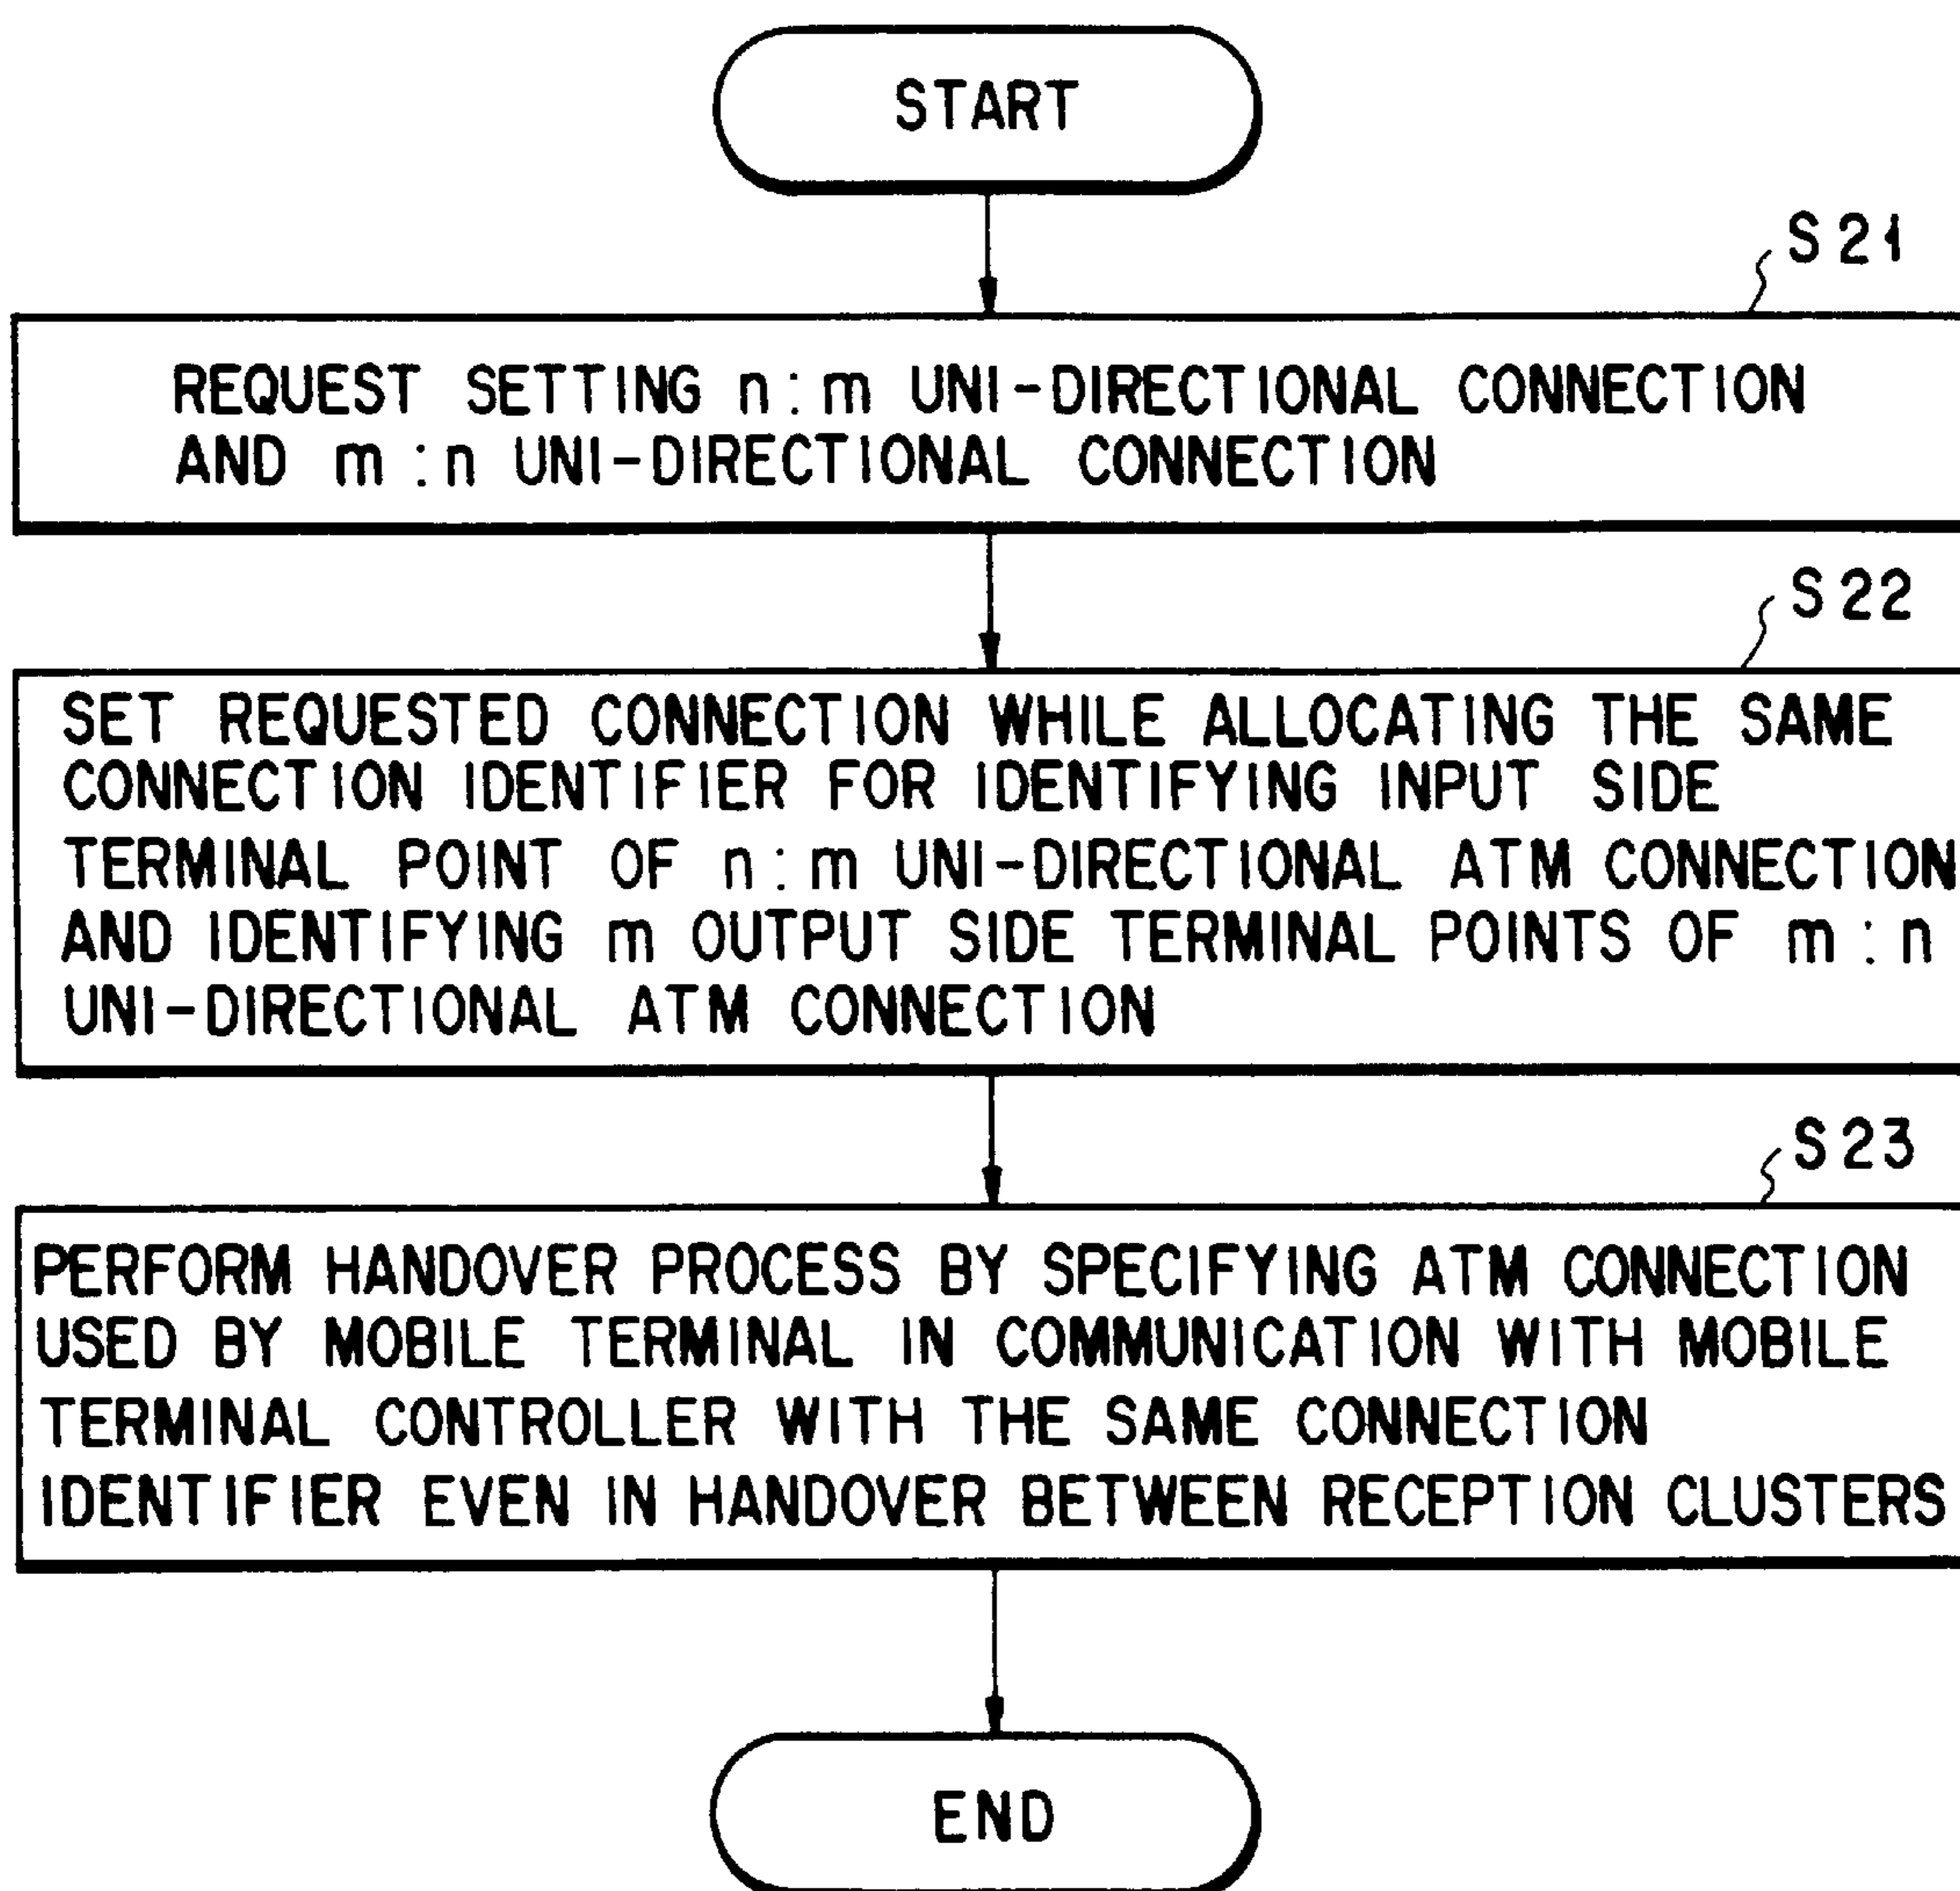 START
S21
REQUEST SETTING n:m UNI-DIRECTIONAL CONNECTION
AND m:n UNI-DIRECTIONAL CONNECTION
S22
SET REQUESTED CONNECTION WHILE ALLOCATING THE SAME
CONNECTION IDENTIFIER FOR IDENTIFYING INPUT SIDE
TERMINAL POINT OF n:m UNI-DIRECTIONAL ATM CONNECTION
AND IDENTIFYING m OUTPUT SIDE TERMINAL POINTS OF m:n
UNI-DIRECTIONAL ATM CONNECTION
S23
PERFORM HANDOVER PROCESS BY SPECIFYING ATM CONNECTION
USED BY MOBILE TERMINAL IN COMMUNICATION WITH MOBILE
TERMINAL CONTROLLER WITH THE SAME CONNECTION
IDENTIFIER EVEN IN HANDOVER BETWEEN RECEPTION CLUSTERS
END